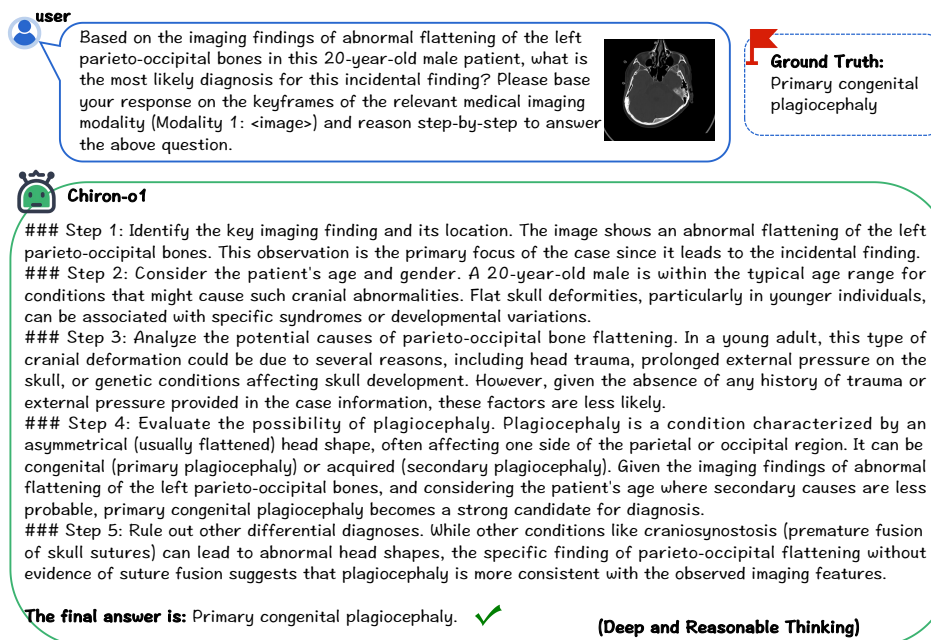 user
Based on the imaging findings of abnormal flattening of the left
parieto-occipital bones in this 20-year-old male patient, what is
the most likely diagnosis for this incidental finding? Please base
your response on the keyframes of the relevant medical imaging
modality (Modality 1: <image>) and reason step-by-step to answer
the above question.
Ground Truth:
Primary congenital
plagiocephaly
Chiron-o1
### Step 1: Identify the key imaging finding and its location. The image shows an abnormal flattening of the left
parieto-occipital bones. This observation is the primary focus of the case since it leads to the incidental finding.
### Step 2: Consider the patient's age and gender. A 20-year-old male is within the typical age range for
conditions that might cause such cranial abnormalities. Flat skull deformities, particularly in younger individuals,
can be associated with specific syndromes or developmental variations.
### Step 3: Analyze the potential causes of parieto-occipital bone flattening. In a young adult, this type of
cranial deformation could be due to several reasons, including head trauma, prolonged external pressure on the
skull, or genetic conditions affecting skull development. However, given the absence of any history of trauma or
external pressure provided in the case information, these factors are less likely.
### Step 4: Evaluate the possibility of plagiocephaly. Plagiocephaly is a condition characterized by an
asymmetrical (usually flattened) head shape, often affecting one side of the parietal or occipital region. It can be
congenital (primary plagiocephaly) or acquired (secondary plagiocephaly). Given the imaging findings of abnormal
flattening of the left parieto-occipital bones, and considering the patient's age where secondary causes are less
probable, primary congenital plagiocephaly becomes a strong candidate for diagnosis.
### Step 5: Rule out other differential diagnoses. While other conditions like craniosynostosis (premature fusion
of skull sutures) can lead to abnormal head shapes, the specific finding of parieto-occipital flattening without
evidence of suture fusion suggests that plagiocephaly is more consistent with the observed imaging features.
The final answer is: Primary congenital plagiocephaly.
(Deep and Reasonable Thinking)